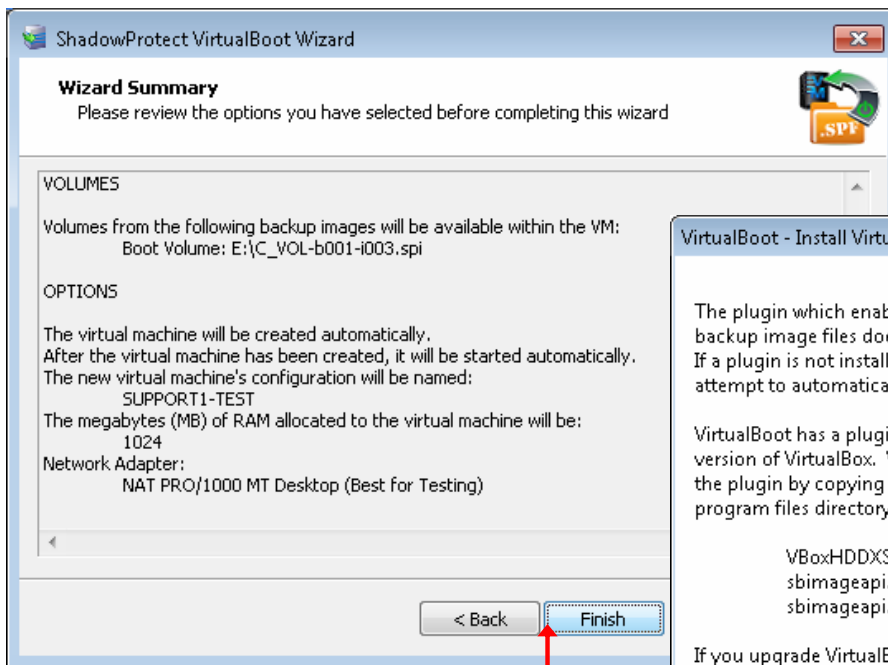 ShadowProtect VirtualBoot Wizard
Wizard Summary
Please review the options you have selected before completing this wizard
.SPF
VOLUMES
Volumes from the following backup images will be available within the VM:
Boot Volume: E:\C_VOL-b001-i003.spi
OPTIONS
The virtual machine will be created automatically.
After the virtual machine has been created, it will be started automatically.
The new virtual machine's configuration will be named:
SUPPORT1-TEST
The megabytes (MB) of RAM allocated to the virtual machine will be:
1024
Network Adapter:
NAT PRO/1000 MT Desktop (Best for Testing)
< Back
Finish
VirtualBoot - Install
The plugin which
backup image files
If a plugin is not
attempt to
VirtualBoot has a
version of VirtualBox.
the plugin by copying
program files directory
sbimageapi.
sbimageapi.
If you upgrade